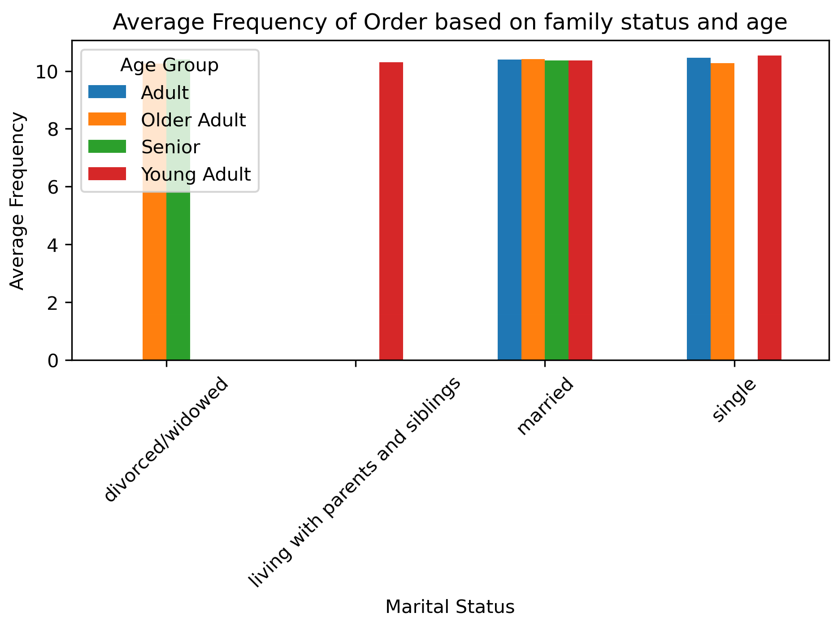 Average Frequency of Order based on family status and age
Average Frequency
10
8
6
4
2
0
Age Group
Adult
Older Adult
Senior
Young Adult
divorced/widowed
living with parents and siblings
married
single
Marital Status